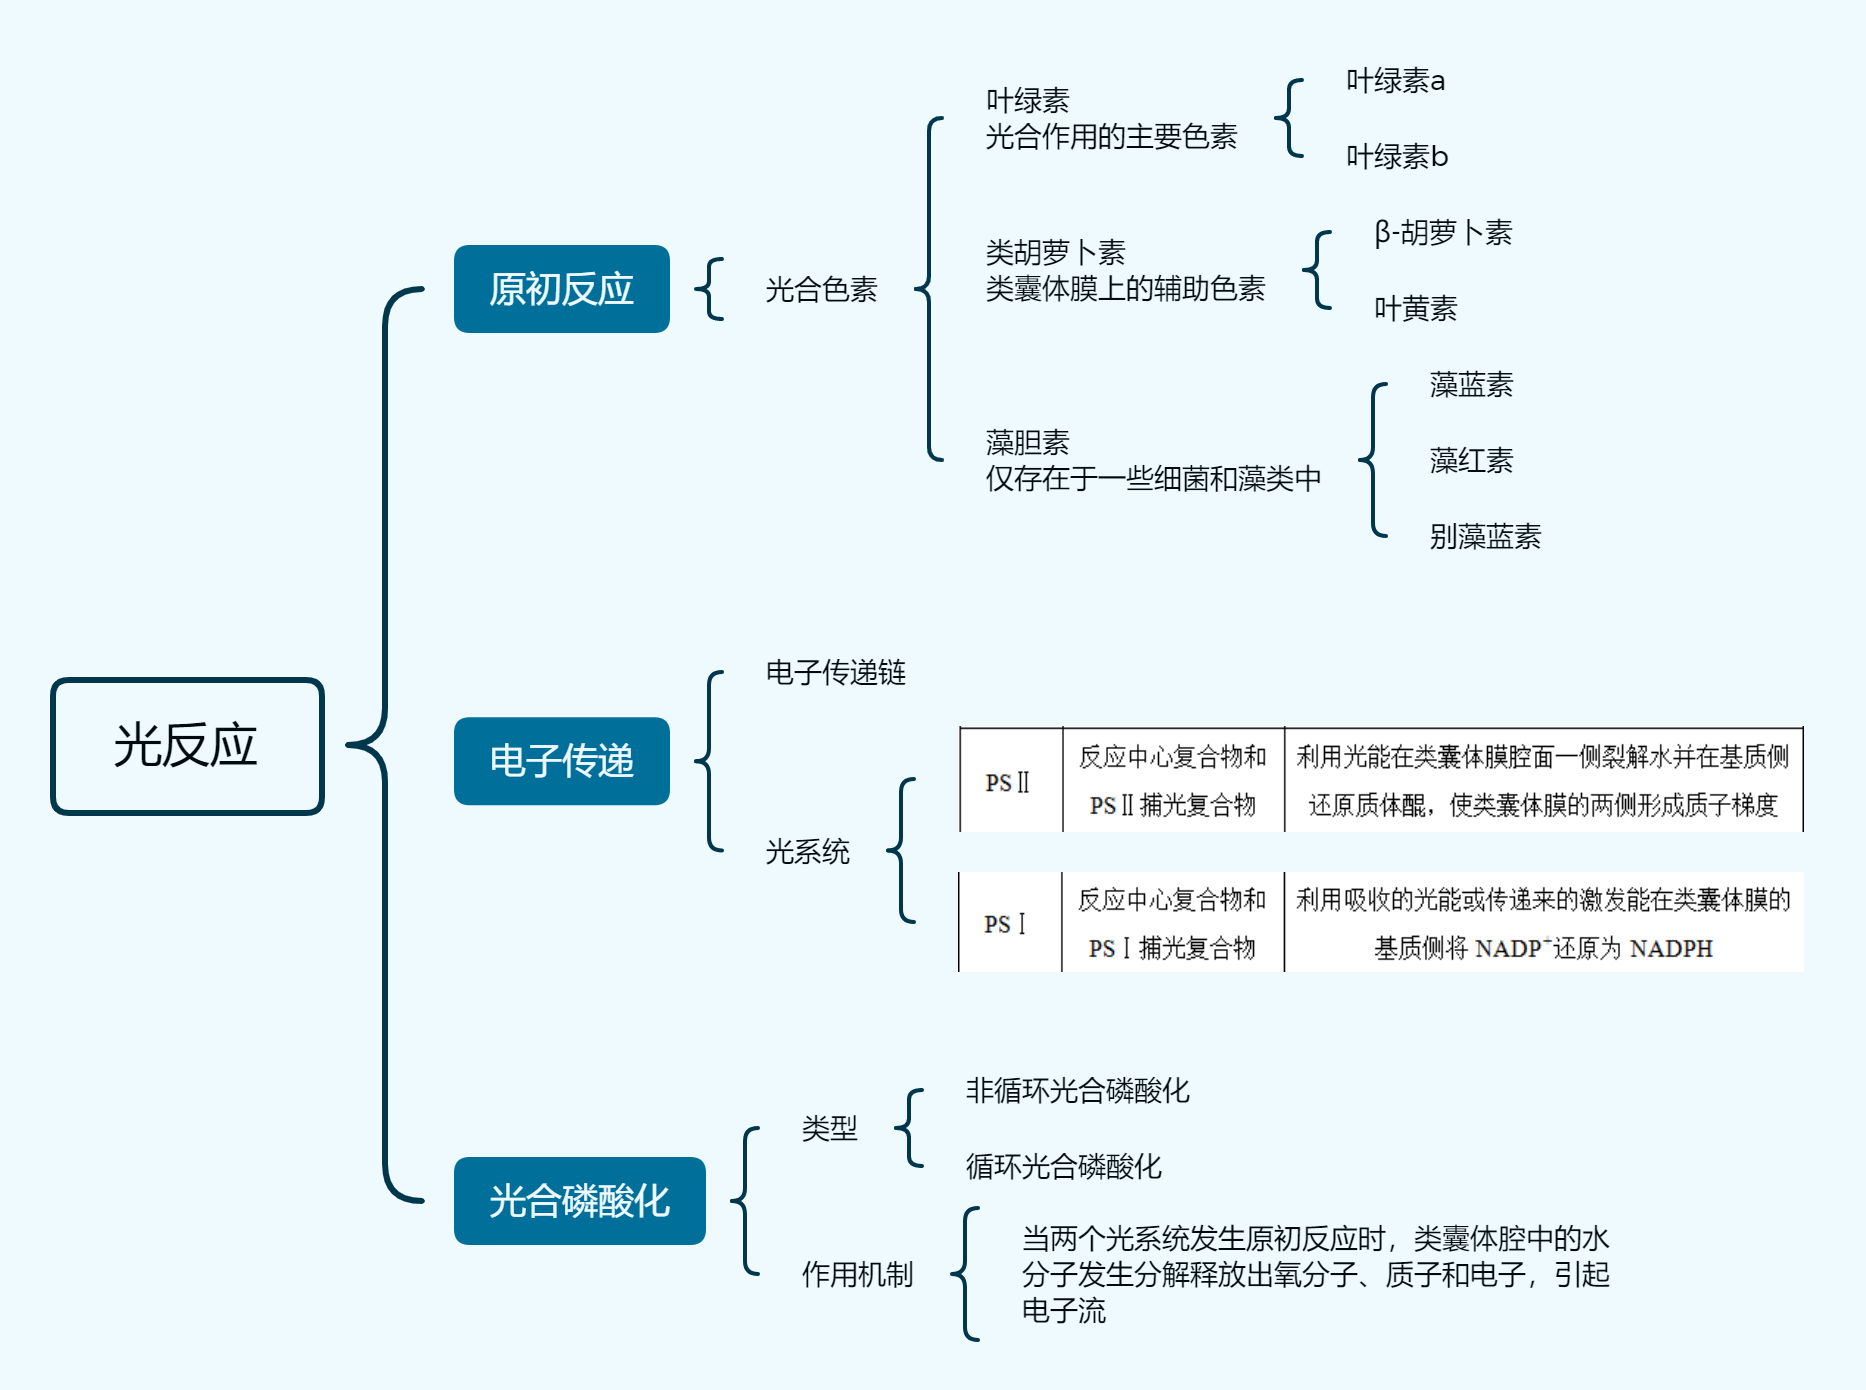 光反应
原初反应
光合色素
叶绿素
光合作用的主要色素
叶绿素a
叶绿素b
类胡萝卜素
类囊体膜上的辅助色素
β-胡萝卜素
叶黄素
藻胆素
仅存在于一些细菌和藻类中
藻蓝素
藻红素
别藻蓝素
电子传递
电子传递链
光系统
PSⅡ
反应中心复合物和
PSⅡ捕光复合物
利用光能在类囊体膜腔面一侧裂解水并在基质侧
还原质体醌，使类囊体膜的两侧形成质子梯度
PSⅠ
反应中心复合物和
PSⅠ捕光复合物
利用吸收的光能或传递来的激发能在类囊体膜的
基质侧将 NADP⁺还原为 NADPH
光合磷酸化
类型
非循环光合磷酸化
循环光合磷酸化
作用机制
当两个光系统发生原初反应时，类囊体腔中的水
分子发生分解释放出氧分子、质子和电子，引起
电子流